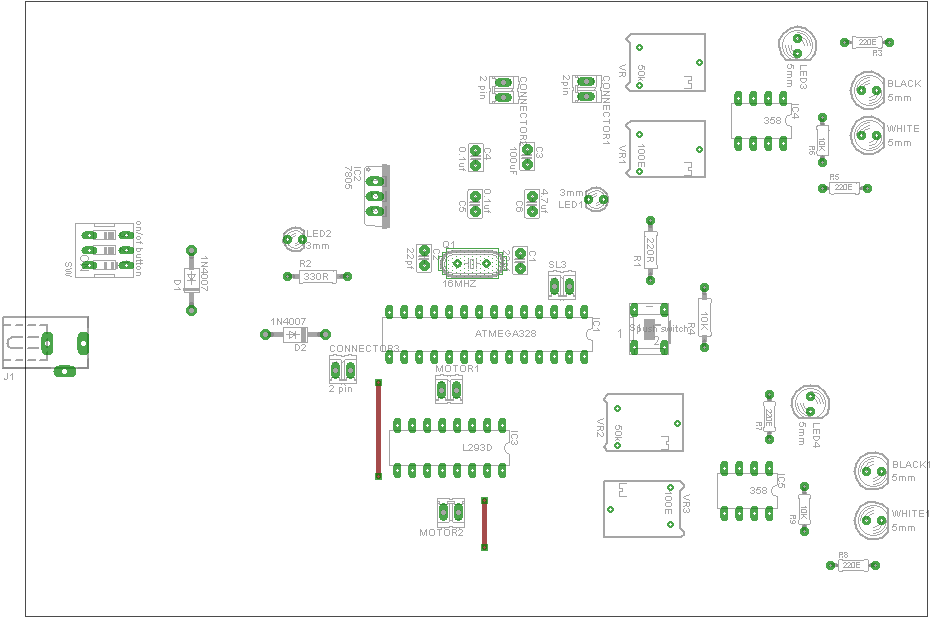 220E
R3
LED3
5mm
BLACK
5mm
WHITE
5mm
IC4
358
10K
R6
R5
220E
VR
50k
VR1
100E
CONNECTOR1
2pin
2 pin
C4
0.1uf
C3
100uF
C5
0.1uf
C6
4.7uf
3mm
LED1
IC2
7805
on/of button
SW
1N4007
D1
LED2
3mm
R2
330R
C2
22pf
Q1
16MHZ
C1
SL3
220R
R1
1N4007
D2
ATMEGA328
IC1
1
2
push switch
10K
R4
J1
CONNECTOR3
2 pin
MOTOR1
L293D
IC3
MOTOR2
VR2
50k
VR3
100E
220E
R7
LED4
5mm
BLACK1
5mm
WHITE1
5mm
IC5
358
10K
R9
R8
220E